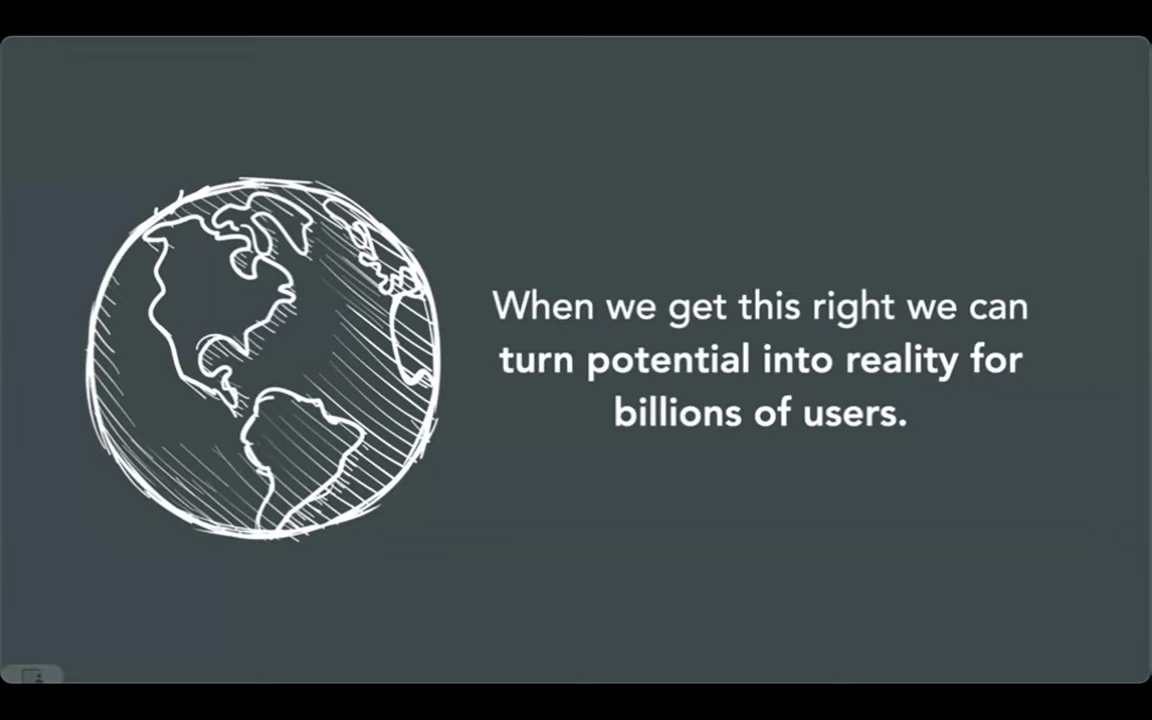 When we get this right we can
turn potential into reality for
billions of users.